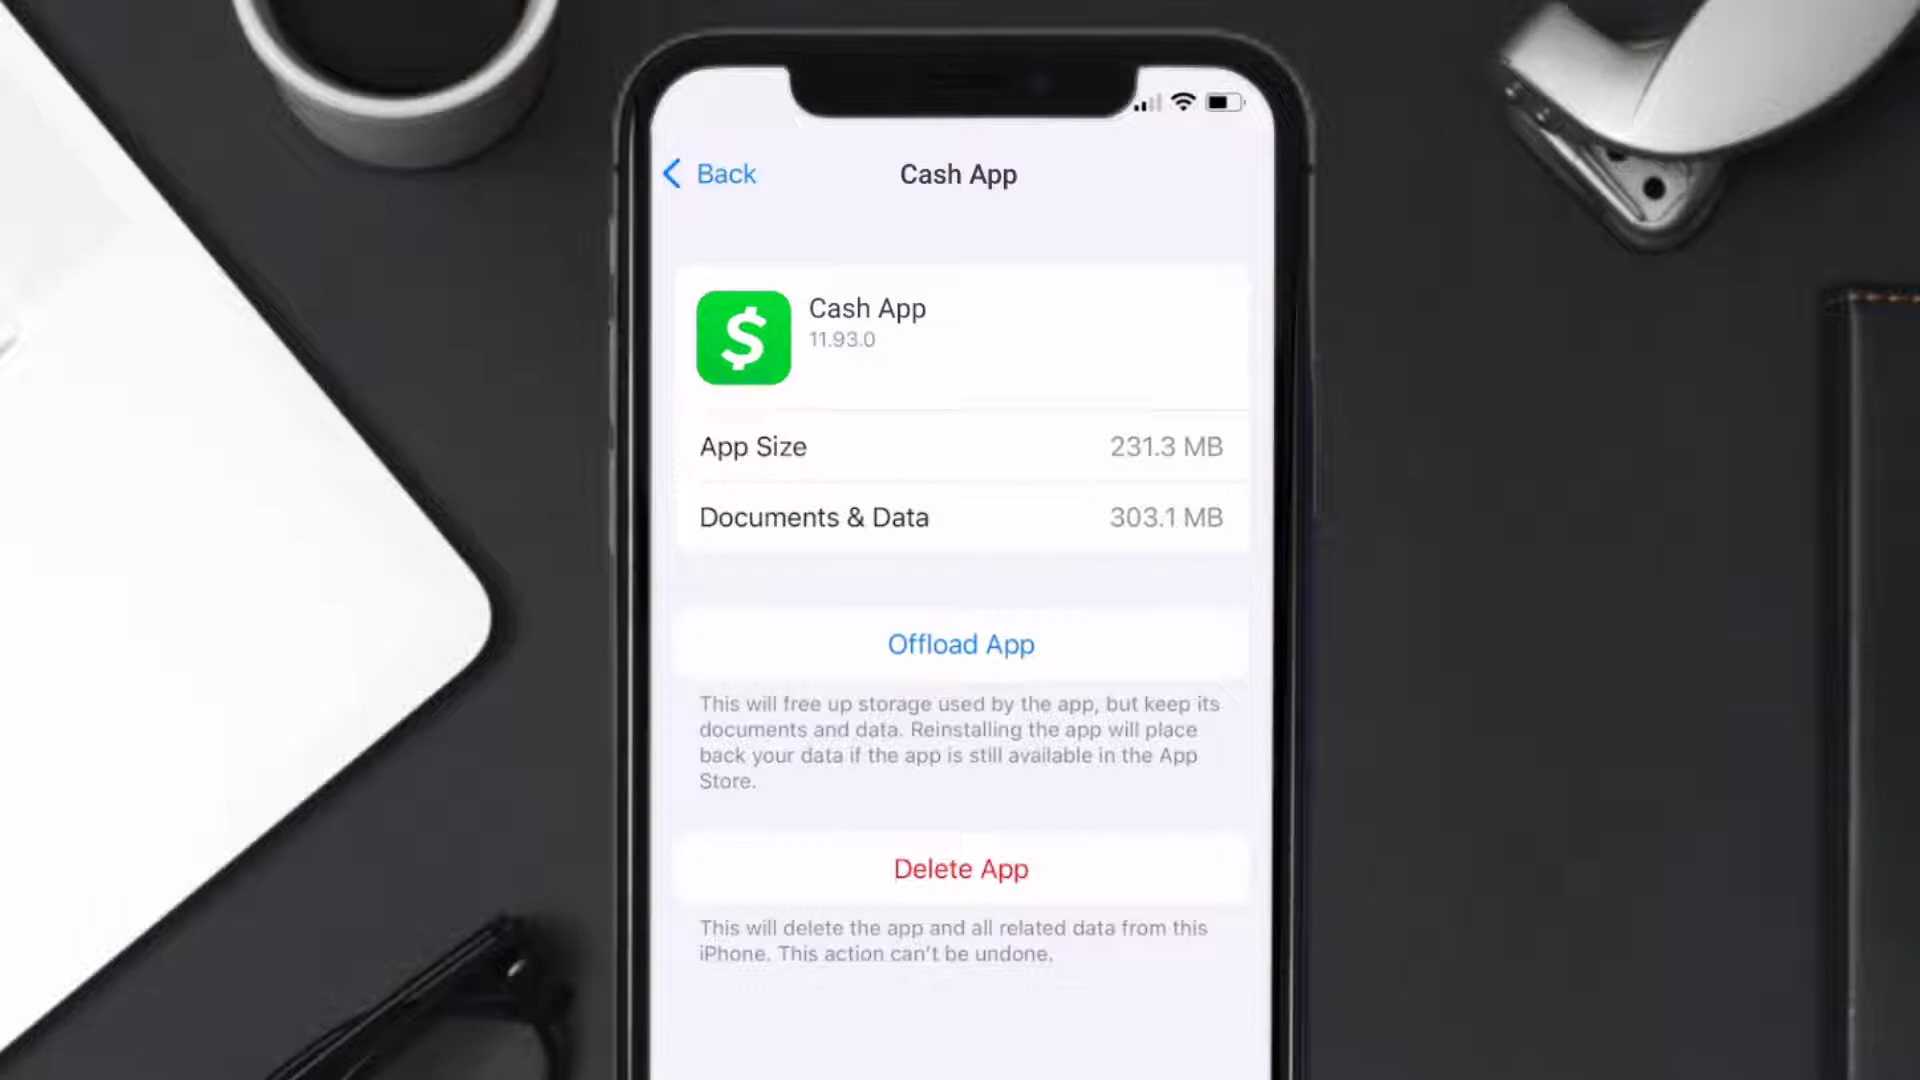 Back
Cash App
Cash App
11.93.0
App Size 231.3 MB
Documents & Data 303.1 MB
Offload App
This will free up storage used by the app, but keep its
documents and data. Reinstalling the app will place
back your data if the app is still available in the App
Store.
Delete App
This will delete the app and all related data from this
iPhone. This action can't be undone.